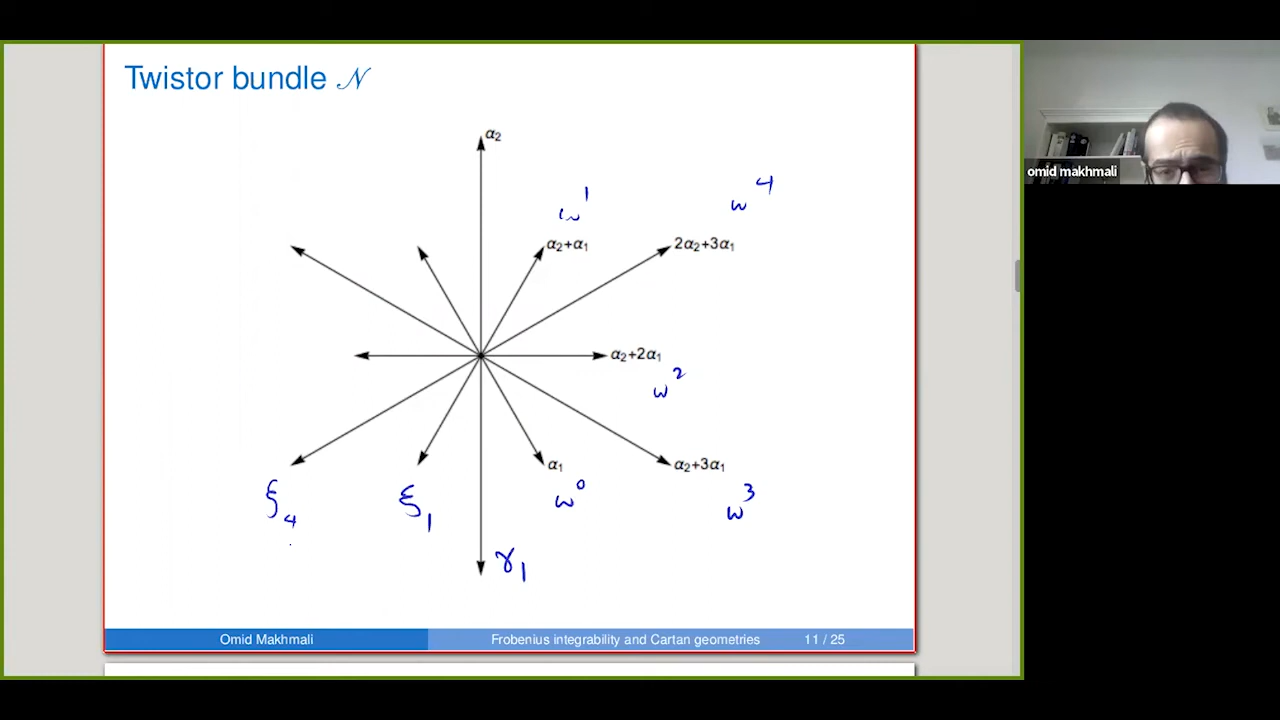 Twistor bundle 𝒩
α₂
ω¹
ω⁴
α₂+α₁
2α₂+3α₁
α₂+2α₁
ω²
α₁
α₂+3α₁
ξ₄
ξ₁
ω⁰
ω³
γ₁
Omid Makhmali
Frobenius integrability and Cartan geometries
11 / 25
omid makhmali